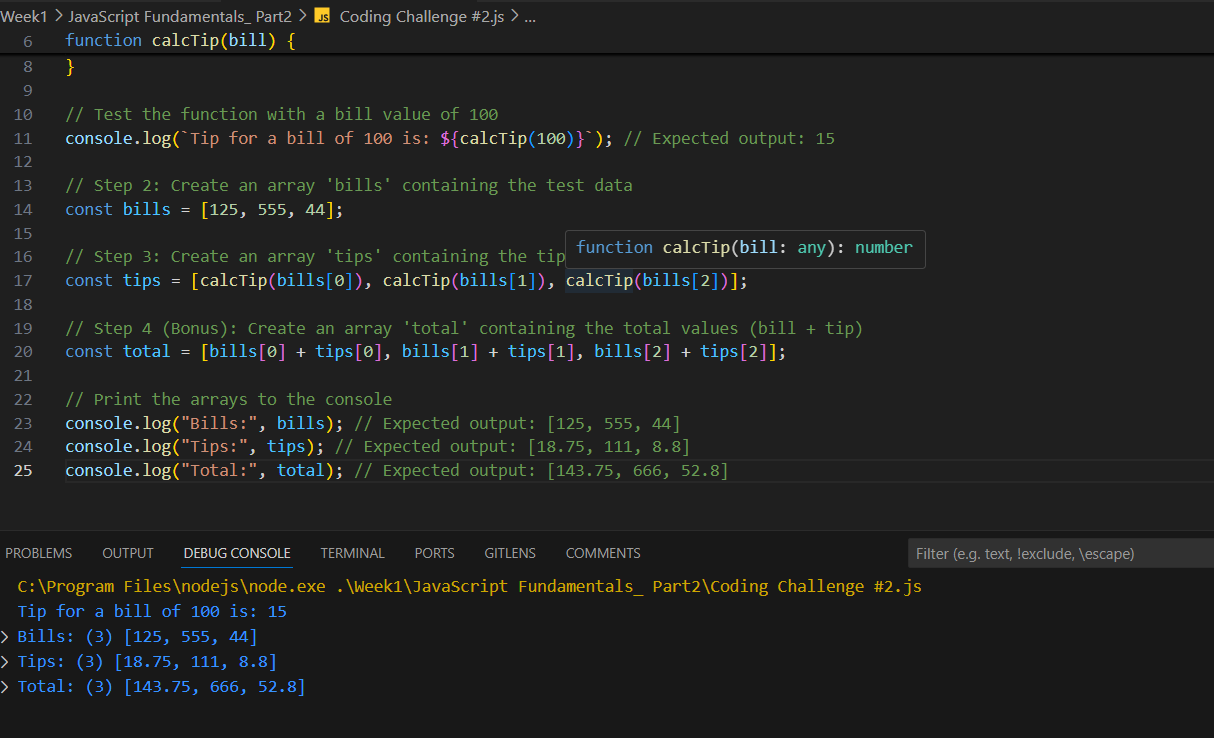 Week1 > JavaScript Fundamentals_ Part2 > JS Coding Challenge #2.js > ...
6 function calcTip(bill) {
8 }
9
10 // Test the function with a bill value of 100
11 console.log(`Tip for a bill of 100 is: ${calcTip(100)}`); // Expected output: 15
12
13 // Step 2: Create an array 'bills' containing the test data
14 const bills = [125, 555, 44];
15
function calcTip(bill: any): number
16 // Step 3: Create an array 'tips' containing the tip
17 const tips = [calcTip(bills[0]), calcTip(bills[1]), calcTip(bills[2])];
18
19 // Step 4 (Bonus): Create an array 'total' containing the total values (bill + tip)
20 const total = [bills[0] + tips[0], bills[1] + tips[1], bills[2] + tips[2]];
21
22 // Print the arrays to the console
23 console.log("Bills:", bills); // Expected output: [125, 555, 44]
24 console.log("Tips:", tips); // Expected output: [18.75, 111, 8.8]
25 console.log("Total:", total); // Expected output: [143.75, 666, 52.8]
PROBLEMS OUTPUT DEBUG CONSOLE TERMINAL PORTS GITLENS COMMENTS Filter (e.g. text, !exclude, \escape)
C:\Program Files\nodejs\node.exe .\Week1\JavaScript Fundamentals_ Part2\Coding Challenge #2.js
Tip for a bill of 100 is: 15
> Bills: (3) [125, 555, 44]
> Tips: (3) [18.75, 111, 8.8]
> Total: (3) [143.75, 666, 52.8]